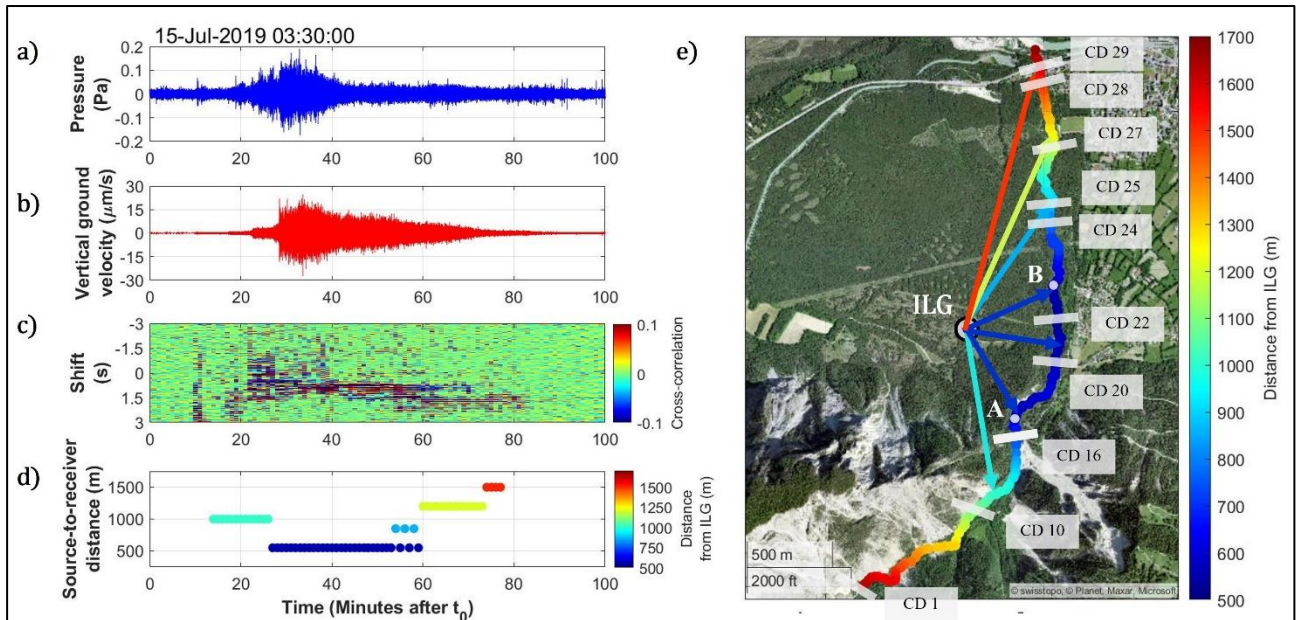 a)
15-Jul-2019 03:30:00
Pressure
(Pa)
0.2
0.1
0
-0.1
0.2
0 20 40 60 80 100
b)
Vertical ground
velocity (μm/s)
30
15
0
-15
-30
0 20 40 60 80 100
c)
Shift
(s)
-3
-1.5
0
1.5
3
0 20 40 60 80 100
0.1
0
-0.1
Cross-correlation
d)
Source-to-receiver
distance (m)
1500
1000
500
0 20 40 60 80 100
Time (Minutes after t0)
1500
1250
1000
750
500
Distance
from ILG (m)
e)
CD 29
CD 28
CD 27
CD 25
CD 24
B
ILG
CD 22
CD 20
A
CD 16
CD 10
CD 1
500 m
2000 ft
© swisstopo, © Planet, Maxar, Microsoft
1700
1600
1500
1400
1300
1200
1100
1000
900
800
700
600
500
Distance from ILG (m)